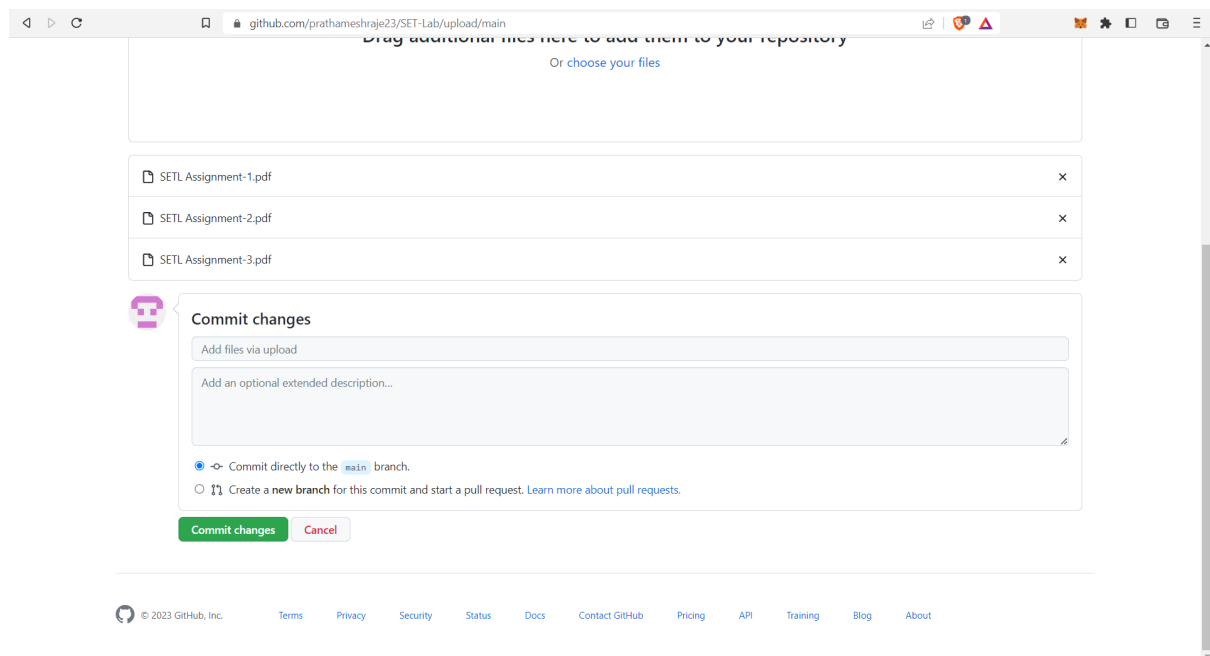 github.com/prathameshraje23/SET-Lab/upload/main
Drag additional files here to add them to your repository
Or choose your files
SETL Assignment-1.pdf
SETL Assignment-2.pdf
SETL Assignment-3.pdf
Commit changes
Add files via upload
Add an optional extended description...
Commit directly to the main branch.
Create a new branch for this commit and start a pull request. Learn more about pull requests.
Commit changes Cancel
© 2023 GitHub, Inc. Terms Privacy Security Status Docs Contact GitHub Pricing API Training Blog About